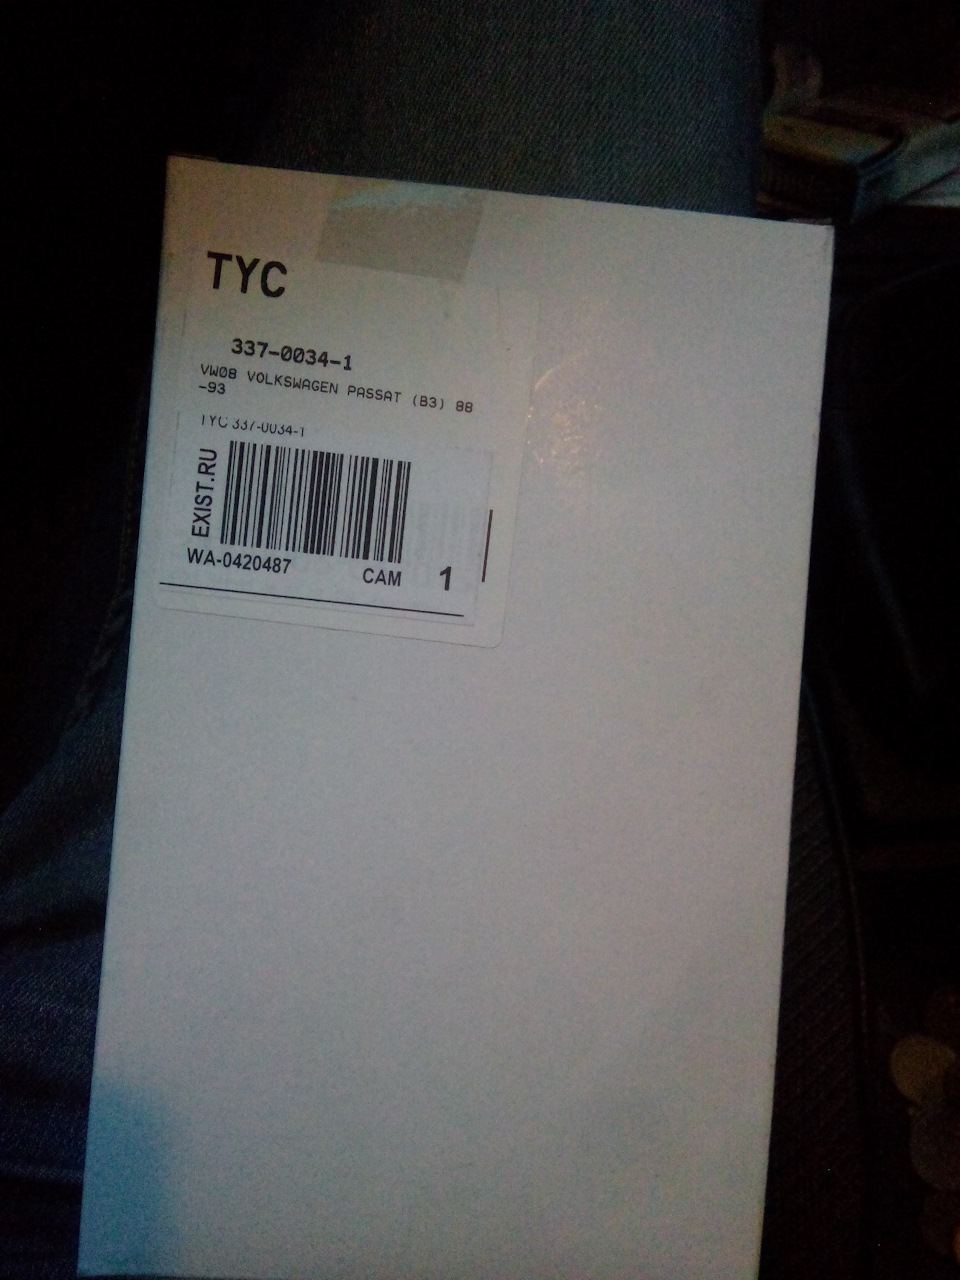 TYC
337-0034-1
VW08 VOLKSWAGEN PASSAT (B3) 88
-93
TYC 337-0034-1
EXIST.RU
WA-0420487
CAM
1